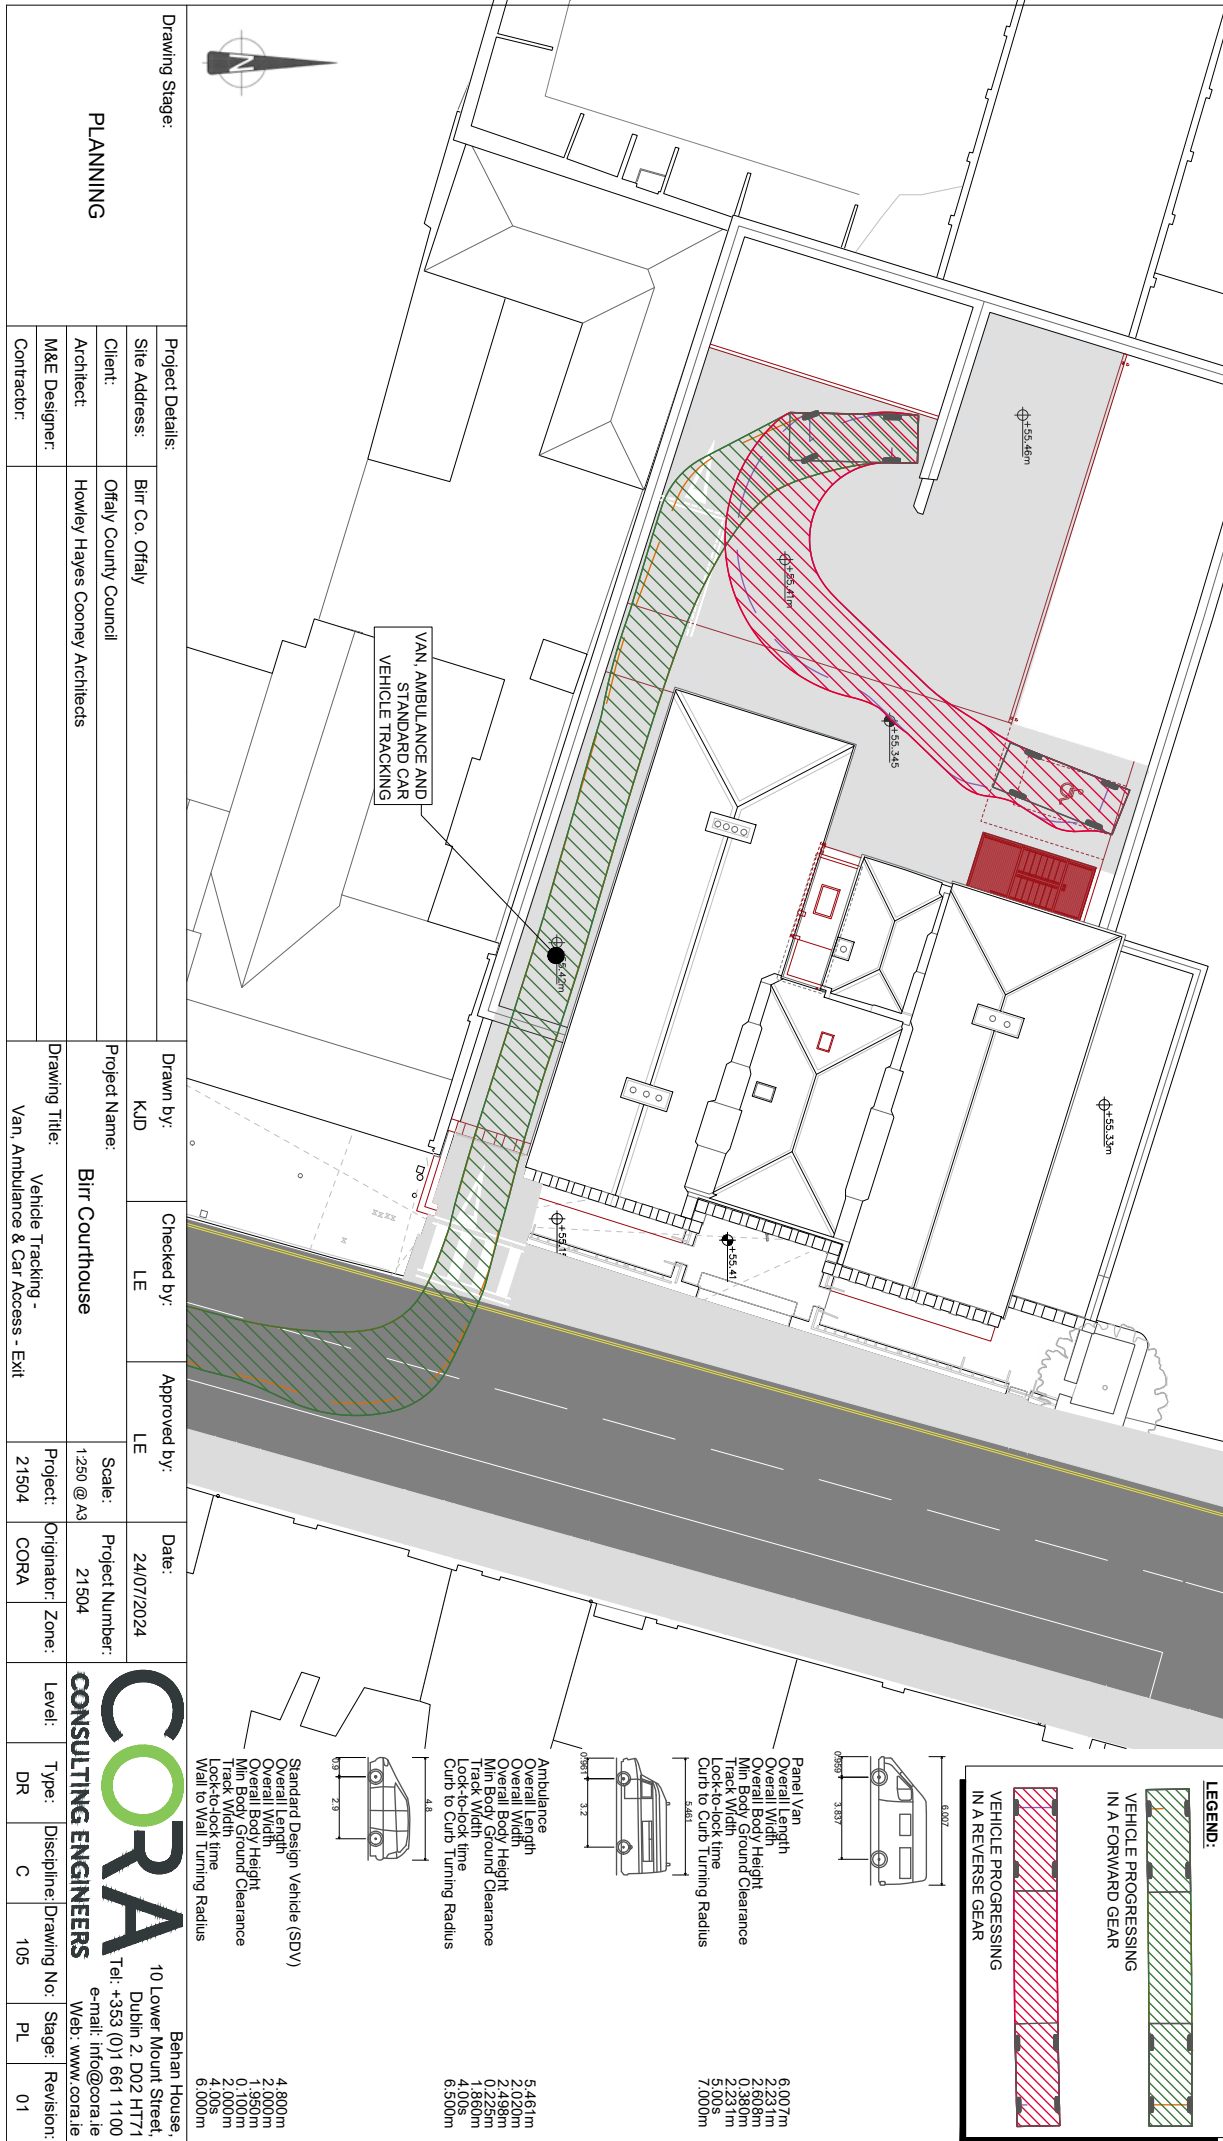 LEGEND:
VEHICLE PROGRESSING
IN A FORWARD GEAR
VEHICLE PROGRESSING
IN A REVERSE GEAR
N
+55.46m
+55.41m
+55.345
+55.33m
+55.41
VAN, AMBULANCE AND
STANDARD CAR
VEHICLE TRACKING
6.007
0.959
3.837
Panel Van
Overall Length 6.007m
Overall Width 2.231m
Overall Body Height 2.608m
Min Body Ground Clearance 0.380m
Track Width 2.231m
Lock-to-lock time 5.00s
Curb to Curb Turning Radius 7.000m
5.461
0.961
3.2
Ambulance
Overall Length 5.461m
Overall Width 2.020m
Overall Body Height 2.498m
Min Body Ground Clearance 0.225m
Track Width 1.860m
Lock-to-lock time 4.00s
Curb to Curb Turning Radius 6.500m
4.8
0.9
2.9
Standard Design Vehicle (SDV)
Overall Length 4.800m
Overall Width 2.000m
Overall Body Height 1.950m
Min Body Ground Clearance 0.100m
Track Width 2.000m
Lock-to-lock time 4.00s
Wall to Wall Turning Radius 6.000m
Drawing Stage:
PLANNING
Project Details:
Site Address: Birr Co. Offaly
Client: Offaly County Council
Architect: Howley Hayes Cooney Architects
M&E Designer:
Contractor:
Drawn by: Checked by: Approved by: Date:
KJD LE LE 24/07/2024
Project Name: Scale: Project Number:
Birr Courthouse 1:250 @ A3 21504
Drawing Title:
Vehicle Tracking -
Van, Ambulance & Car Access - Exit
Project: Originator: Zone: Level: Type: Discipline: Drawing No: Stage: Revision:
21504 CORA DR C 105 PL 01
CORA
CONSULTING ENGINEERS
Behan House,
10 Lower Mount Street,
Dublin 2. D02 HT71
Tel: +353 (0)1 661 1100
e-mail: info@cora.ie
Web: www.cora.ie